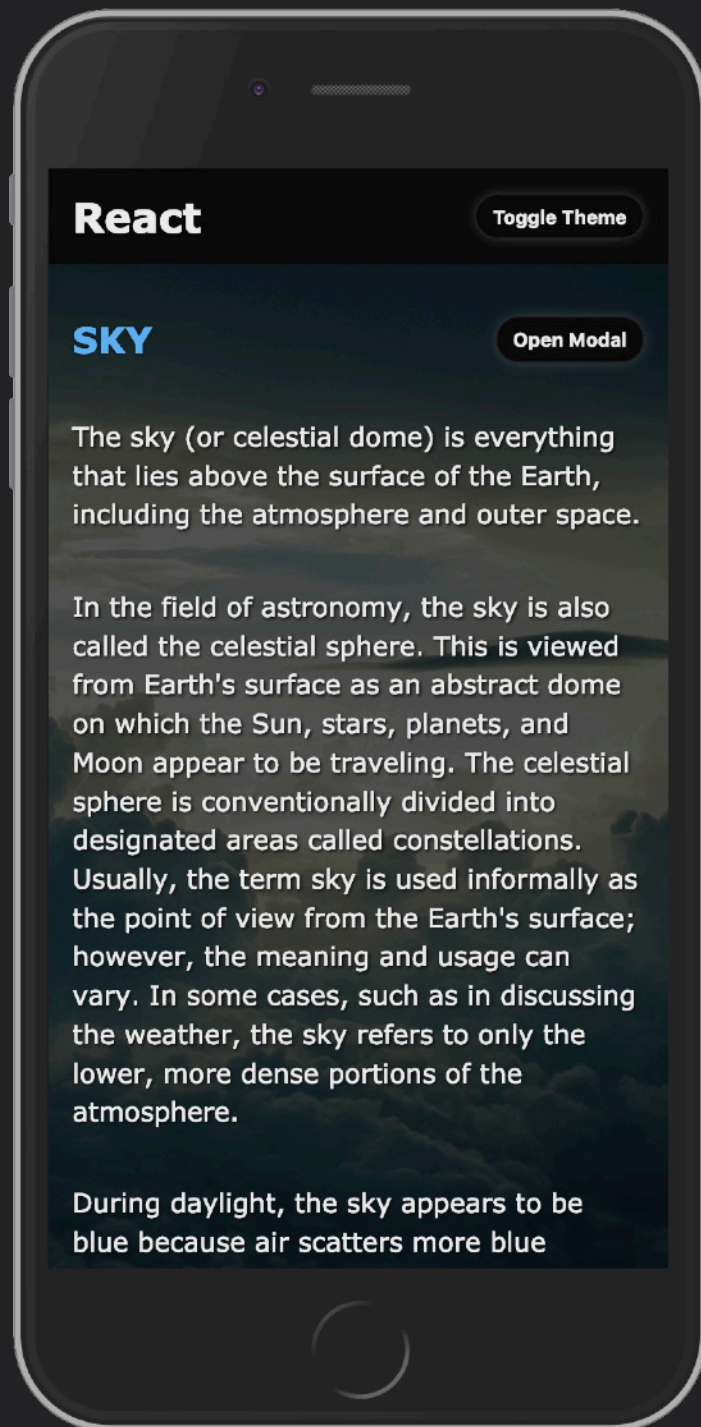 React
Toggle Theme
SKY
Open Modal
The sky (or celestial dome) is everything
that lies above the surface of the Earth,
including the atmosphere and outer space.
In the field of astronomy, the sky is also
called the celestial sphere. This is viewed
from Earth's surface as an abstract dome
on which the Sun, stars, planets, and
Moon appear to be traveling. The celestial
sphere is conventionally divided into
designated areas called constellations.
Usually, the term sky is used informally as
the point of view from the Earth's surface;
however, the meaning and usage can
vary. In some cases, such as in discussing
the weather, the sky refers to only the
lower, more dense portions of the
atmosphere.
During daylight, the sky appears to be
blue because air scatters more blue